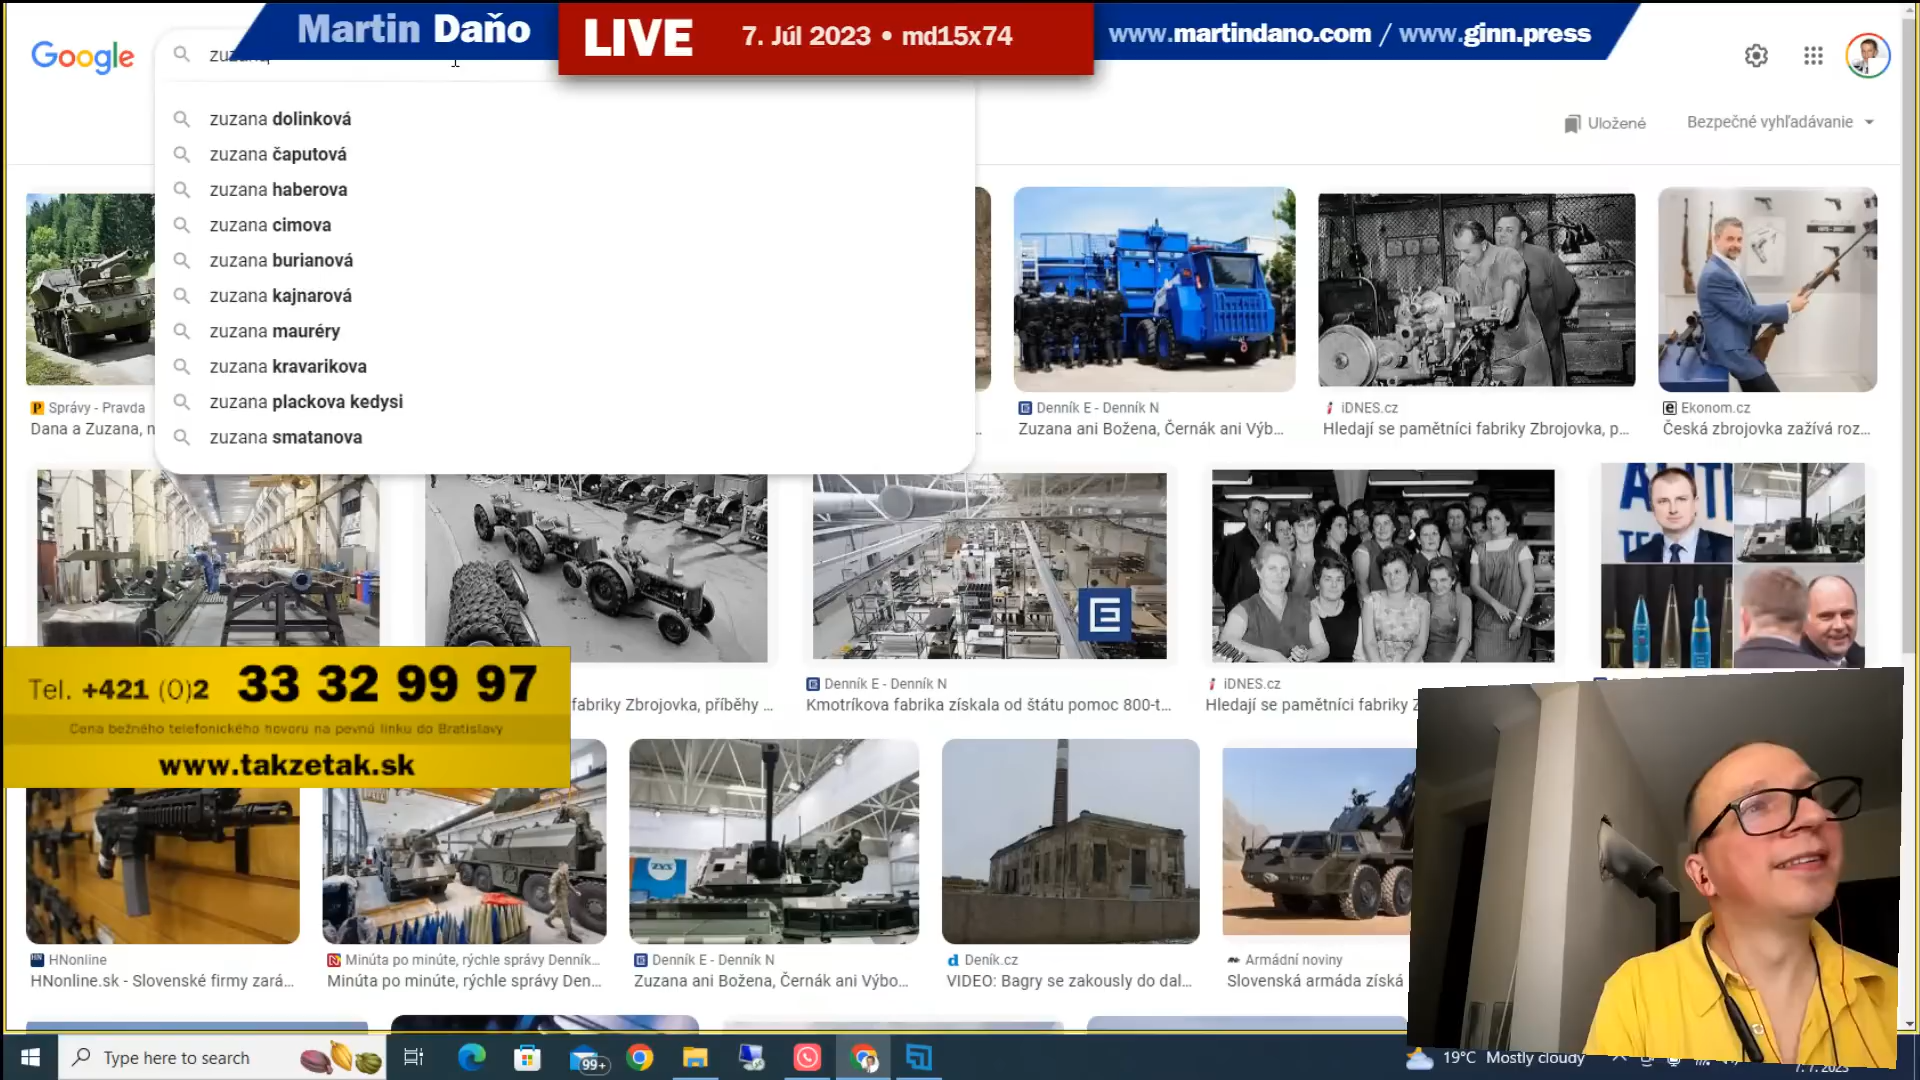 Martin Daňo
LIVE
7. Júl 2023 • md15x74
www.martindano.com / www.ginn.press
Google
zuzana
Uložené
Bezpečné vyhľadávanie
zuzana dolinková
zuzana čaputová
zuzana haberova
zuzana cimova
zuzana burianová
zuzana kajnarová
zuzana mauréry
zuzana kravarikova
zuzana plackova kedysi
zuzana smatanova
Správy - Pravda
Dana a Zuzana, n
Denník E - Denník N
Zuzana ani Božena, Černák ani Výb...
iDNES.cz
Hledají se pamětníci fabriky Zbrojovka, p...
Ekonom.cz
Česká zbrojovka zažívá roz...
fabriky Zbrojovka, příběhy ...
Denník E - Denník N
Kmotríkova fabrika získala od štátu pomoc 800-t...
iDNES.cz
Hledají se pamětníci fabriky Z
Tel. +421 (0)2 33 32 99 97
Cena bežného telefonického hovoru na pevnú linku do Bratislavy
www.takzetak.sk
HNonline
HNonline.sk - Slovenské firmy zará...
Minúta po minúte, rýchle správy Denník...
Minúta po minúte, rýchle správy Den...
Denník E - Denník N
Zuzana ani Božena, Černák ani Výbo...
Deník.cz
VIDEO: Bagry se zakously do dal...
Armádní noviny
Slovenská armáda získá
Type here to search
99+
19°C Mostly cloudy
7. 7. 2023